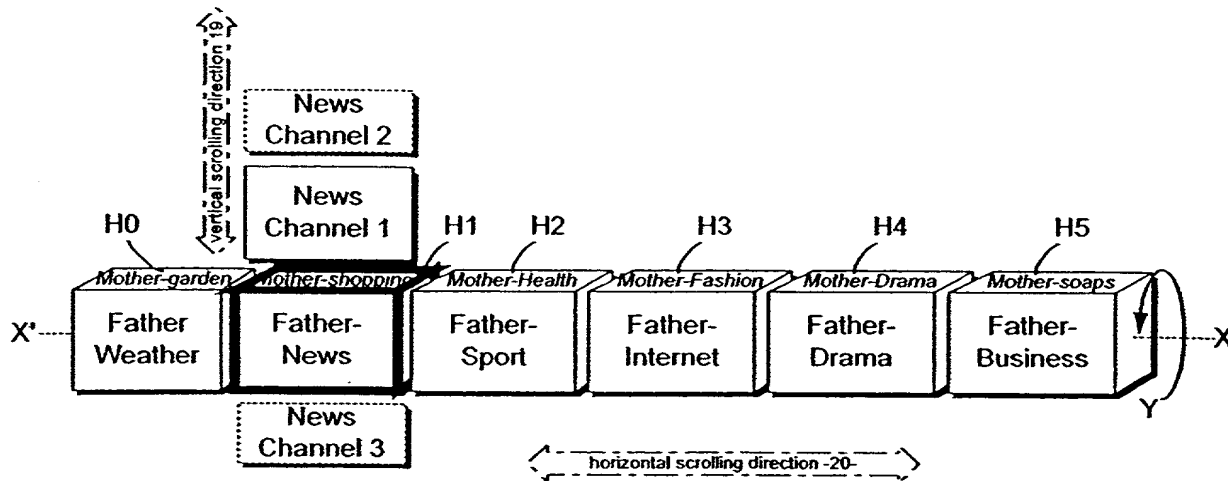 vertical scrolling direction 19
News
Channel 2
News
Channel 1
H0
H1
H2
H3
H4
H5
Mother-garden
Mother-shopping
Mother-Health
Mother-Fashion
Mother-Drama
Mother-soaps
X'
Father
Weather
Father-
News
Father-
Sport
Father-
Internet
Father-
Drama
Father-
Business
X
Y
News
Channel 3
horizontal scrolling direction -20-